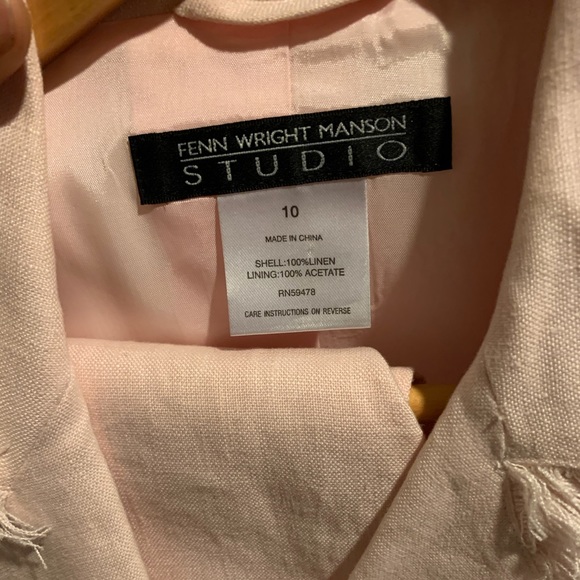 FENN WRIGHT MANSON
STUDIO
10
MADE IN CHINA
SHELL:100%LINEN
LINING:100% ACETATE
RN59478
CARE INSTRUCTIONS ON REVERSE